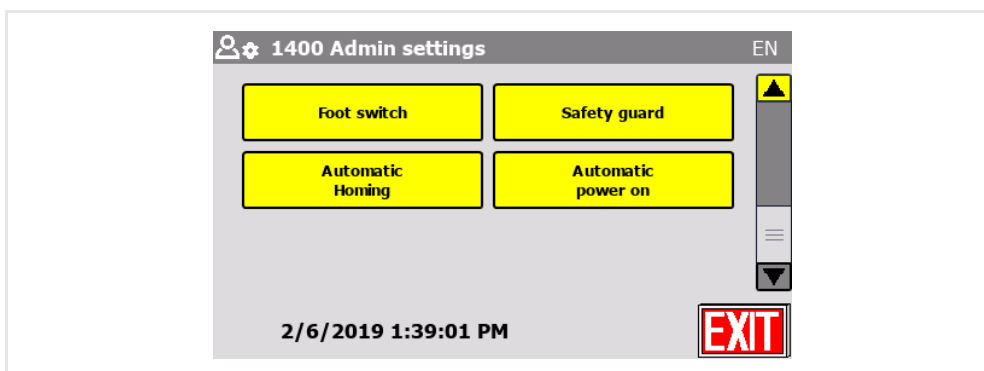 1400 Admin settings EN
Foot switch Safety guard
Automatic Automatic
Homing power on
2/6/2019 1:39:01 PM
EXIT